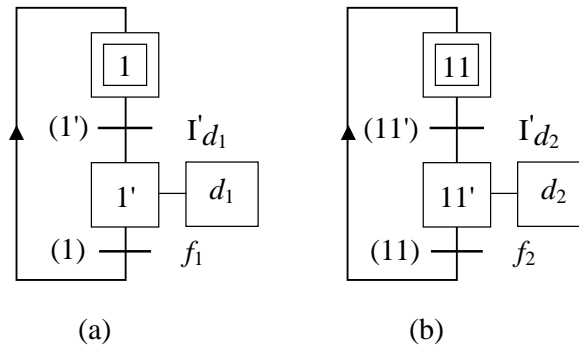 1 11
(1') I'd₁ (11') I'd₂
1' d₁ 11' d₂
(1) f₁ (11) f₂
(a) (b)